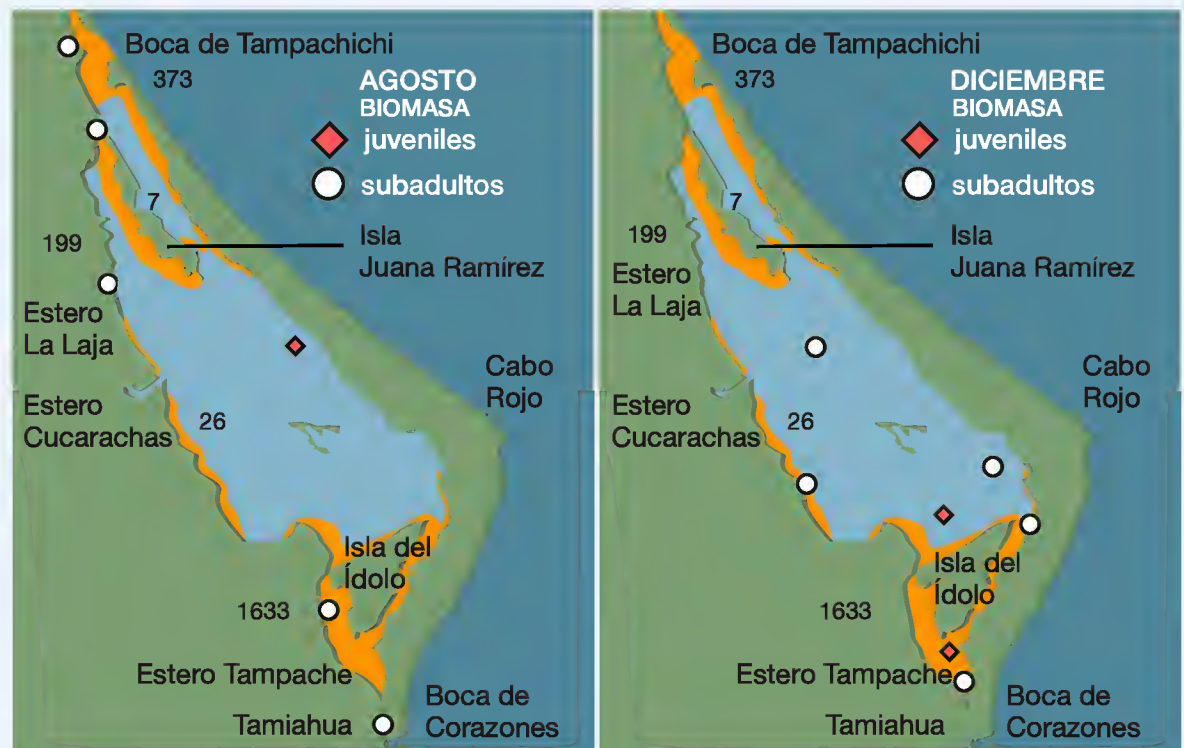 Boca de Tampachichi
373
AGOSTO
BIOMASA
juveniles
subadultos
7
199
Isla
Juana Ramírez
Estero
La Laja
Cabo
Rojo
Estero
Cucarachas
26
Isla del
Ídolo
1633
Estero Tampache
Boca de
Corazones
Tamiahua
Boca de Tampachichi
373
DICIEMBRE
BIOMASA
juveniles
subadultos
7
199
Isla
Juana Ramírez
Estero
La Laja
Cabo
Rojo
Estero
Cucarachas
26
Isla del
Ídolo
1633
Estero Tampache
Boca de
Corazones
Tamiahua